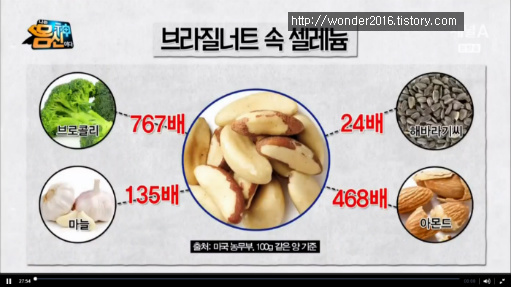 http://wonder2016.tistory.com
브라질너트 속 셀레늄
767배
24배
브로콜리
해바라기씨
135배
468배
마늘
아몬드
출처: 미국 농무부, 100g 같은 양 기준
27:54